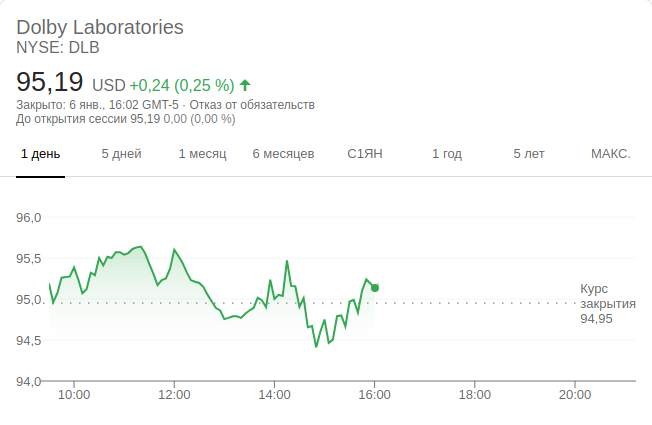 Dolby Laboratories
NYSE: DLB
95,19 USD +0,24 (0,25 %)
Закрыто: 6 янв., 16:02 GMT-5 · Отказ от обязательств
До открытия сессии 95,19 0,00 (0,00 %)
1 день 5 дней 1 месяц 6 месяцев С1ЯН 1 год 5 лет МАКС.
96,0
95,5
95,0
94,5
94,0
Курс
закрытия
94,95
10:00 12:00 14:00 16:00 18:00 20:00